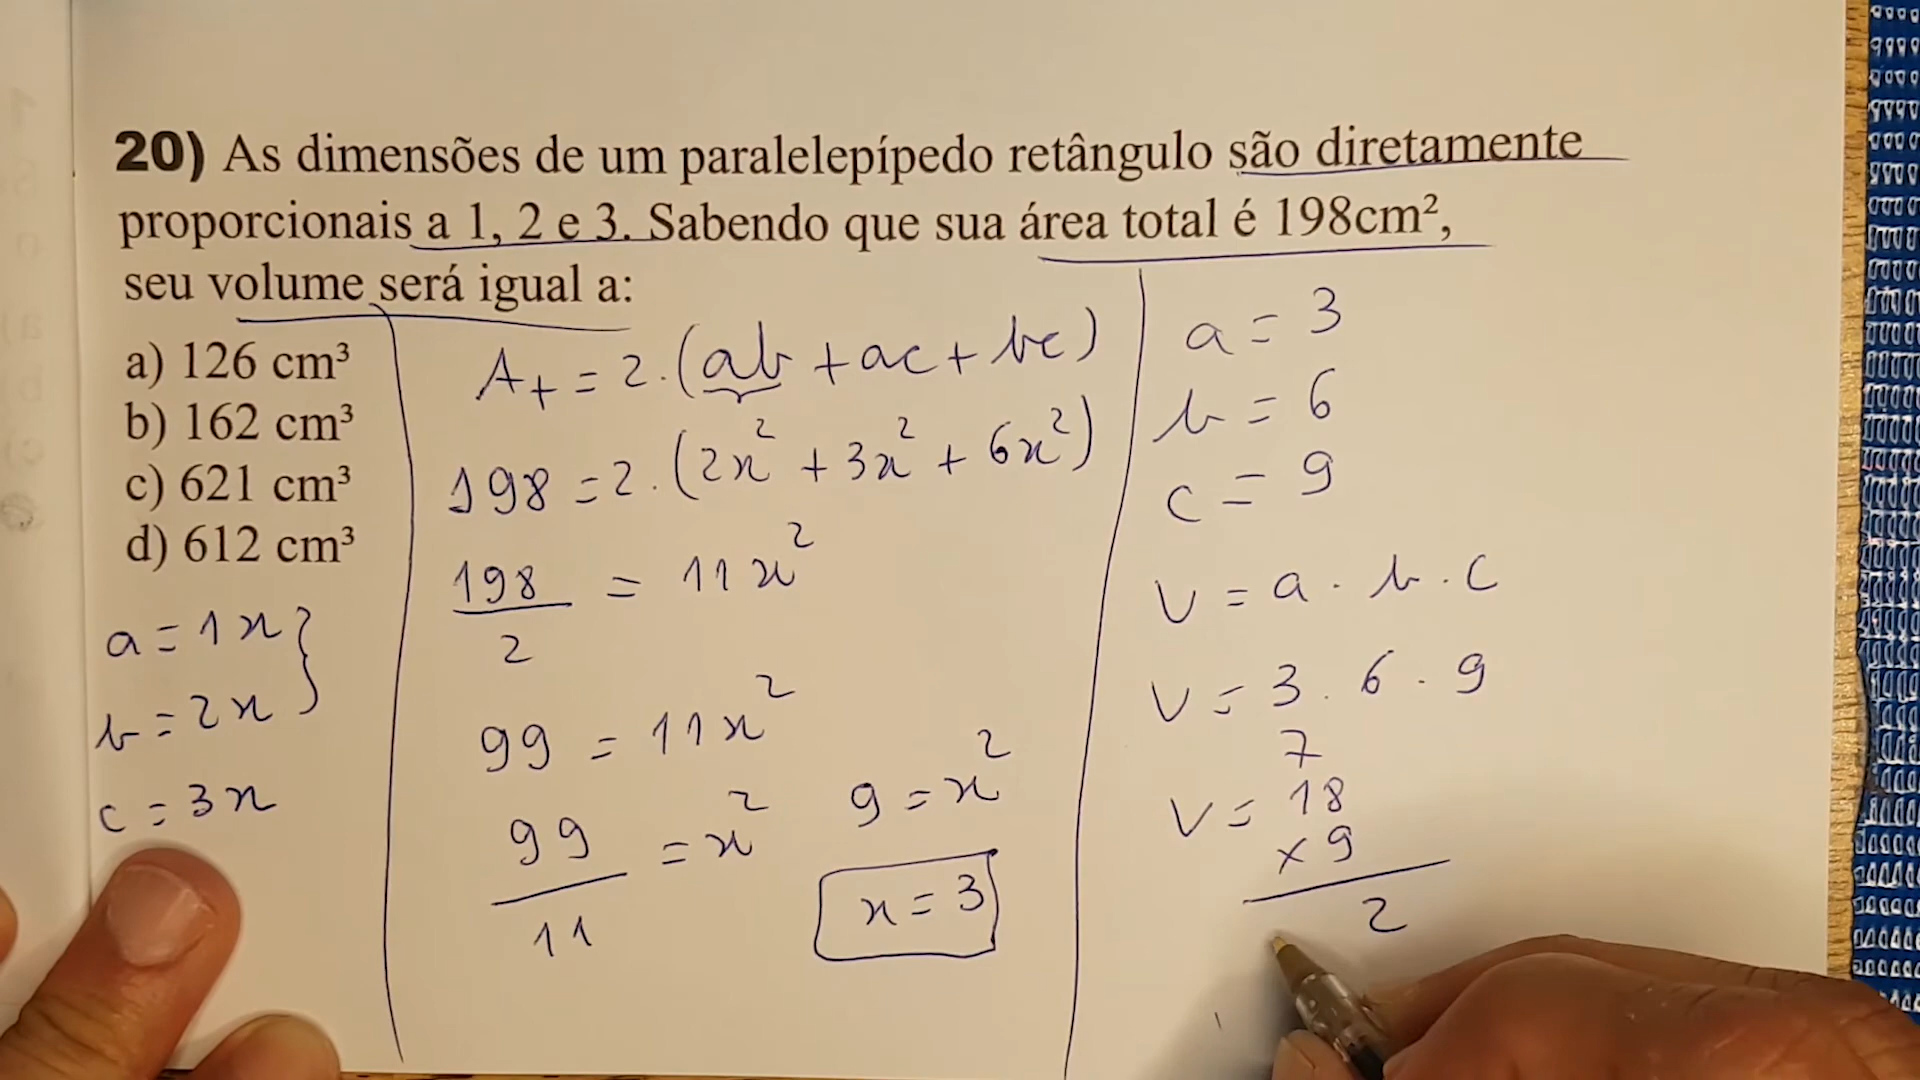 20) As dimensões de um paralelepípedo retângulo são diretamente
proporcionais a 1, 2 e 3. Sabendo que sua área total é 198cm²,
seu volume será igual a:
a) 126 cm³
b) 162 cm³
c) 621 cm³
d) 612 cm³
a = 1x
b = 2x
c = 3x
At = 2.(ab + ac + bc)
198 = 2.(2x² + 3x² + 6x²)
198/2 = 11x²
99 = 11x²
99/11 = x²
9 = x²
x = 3
a = 3
b = 6
c = 9
V = a . b . c
V = 3 . 6 . 9
7
V = 18
x 9
2